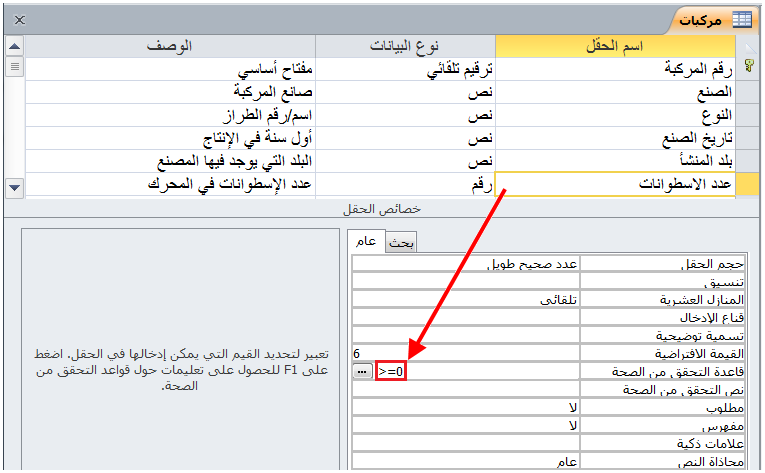 مركبات
اسم الحقل نوع البيانات الوصف
رقم المركبة ترقيم تلقائي مفتاح أساسي
الصنع نص صانع المركبة
النوع نص اسم/رقم الطراز
تاريخ الصنع نص أول سنة في الإنتاج
بلد المنشأ نص البلد التي يوجد فيها المصنع
عدد الاسطوانات رقم عدد الإسطوانات في المحرك
خصائص الحقل
عام بحث
حجم الحقل عدد صحيح طويل
تنسيق
المنازل العشرية تلقائي
قناع الإدخال
تسمية توضيحية
القيمة الافتراضية 6
قاعدة التحقق من الصحة >=0
نص التحقق من الصحة
مطلوب لا
مفهرس لا
علامات ذكية
محاذاة النص عام
تعبير لتحديد القيم التي يمكن إدخالها في الحقل. اضغط
على F1 للحصول على تعليمات حول قواعد التحقق من
الصحة.